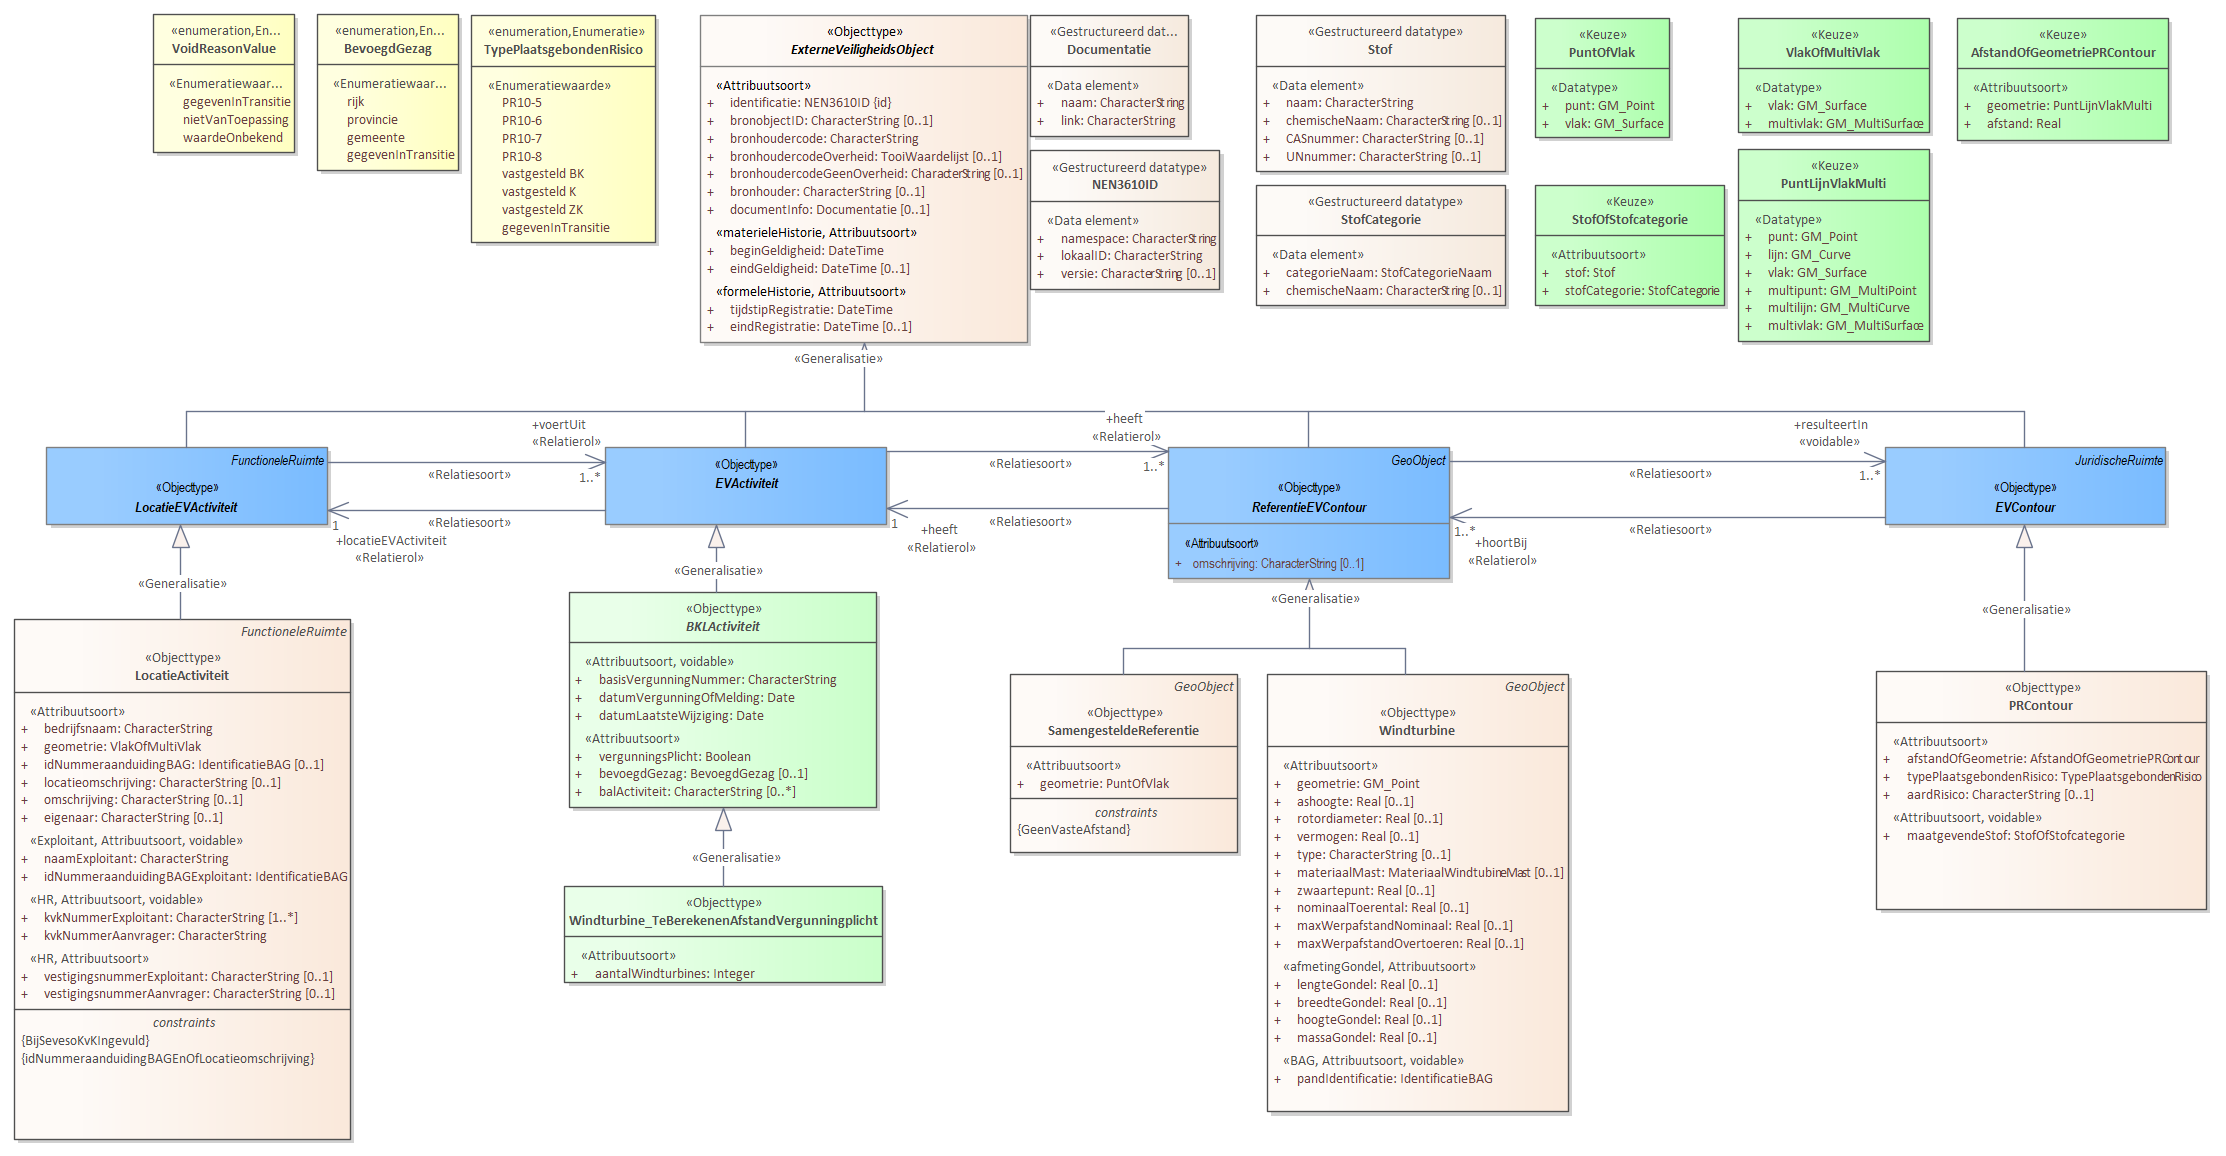 «enumeration,En...
VoidReasonValue
«Enumeratiewaar...
gegevenInTransitie
nietVanToepassing
waardeOnbekend
«enumeration,En...
BevoegdGezag
«Enumeratiewaar...
rijk
provincie
gemeente
gegevenInTransitie
«enumeration,Enumeratie»
TypePlaatsgebondenRisico
«Enumeratiewaarde»
PR10-5
PR10-6
PR10-7
PR10-8
vastgesteld BK
vastgesteld K
vastgesteld ZK
gegevenInTransitie
«Objecttype»
ExterneVeiligheidsObject
«Attribuutsoort»
+ identificatie: NEN3610ID {id}
+ bronobjectID: CharacterString [0..1]
+ bronhoudercode: CharacterString
+ bronhoudercodeOverheid: TooiWaardelijst [0..1]
+ bronhoudercodeGeenOverheid: CharacterString [0..1]
+ bronhouder: CharacterString [0..1]
+ documentInfo: Documentatie [0..1]
«materieleHistorie, Attribuutsoort»
+ beginGeldigheid: DateTime
+ eindGeldigheid: DateTime [0..1]
«formeleHistorie, Attribuutsoort»
+ tijdstipRegistratie: DateTime
+ eindRegistratie: DateTime [0..1]
«Gestructureerd dat...
Documentatie
«Data element»
+ naam: CharacterString
+ link: CharacterString
«Gestructureerd datatype»
NEN3610ID
«Data element»
+ namespace: CharacterString
+ lokaalID: CharacterString
+ versie: CharacterString [0..1]
«Gestructureerd datatype»
Stof
«Data element»
+ naam: CharacterString
+ chemischeNaam: CharacterString [0..1]
+ CASnummer: CharacterString [0..1]
+ UNnummer: CharacterString [0..1]
«Gestructureerd datatype»
StofCategorie
«Data element»
+ categorieNaam: StofCategorieNaam
+ chemischeNaam: CharacterString [0..1]
«Keuze»
PuntOfVlak
«Datatype»
+ punt: GM_Point
+ vlak: GM_Surface
«Keuze»
StofOfStofcategorie
«Attribuutsoort»
+ stof: Stof
+ stofCategorie: StofCategorie
«Keuze»
VlakOfMultiVlak
«Datatype»
+ vlak: GM_Surface
+ multivlak: GM_MultiSurface
«Keuze»
PuntLijnVlakMulti
«Datatype»
+ punt: GM_Point
+ lijn: GM_Curve
+ vlak: GM_Surface
+ multipunt: GM_MultiPoint
+ multilijn: GM_MultiCurve
+ multivlak: GM_MultiSurface
«Keuze»
AfstandOfGeometriePRContour
«Attribuutsoort»
+ geometrie: PuntLijnVlakMulti
+ afstand: Real
«Generalisatie»
FunctioneleRuimte
«Objecttype»
LocatieEVActiviteit
+voertUit
«Relatierol»
«Relatiesoort»
1..*
«Relatiesoort»
1
+locatieEVActiviteit
«Relatierol»
«Objecttype»
EVActiviteit
+heeft
«Relatierol»
«Relatiesoort»
1..*
«Relatiesoort»
1
+heeft
«Relatierol»
GeoObject
«Objecttype»
ReferentieEVContour
«Attribuutsoort»
+ omschrijving: CharacterString [0..1]
+resulteertIn
«voidable»
«Relatiesoort»
1..*
«Relatiesoort»
1..*
+hoortBij
«Relatierol»
JuridischeRuimte
«Objecttype»
EVContour
«Generalisatie»
FunctioneleRuimte
«Objecttype»
LocatieActiviteit
«Attribuutsoort»
+ bedrijfsnaam: CharacterString
+ geometrie: VlakOfMultiVlak
+ idNummeraanduidingBAG: IdentificatieBAG [0..1]
+ locatieomschrijving: CharacterString [0..1]
+ omschrijving: CharacterString [0..1]
+ eigenaar: CharacterString [0..1]
«Exploitant, Attribuutsoort, voidable»
+ naamExploitant: CharacterString
+ idNummeraanduidingBAGExploitant: IdentificatieBAG
«HR, Attribuutsoort, voidable»
+ kvkNummerExploitant: CharacterString [1..*]
+ kvkNummerAanvrager: CharacterString
«HR, Attribuutsoort»
+ vestigingsnummerExploitant: CharacterString [0..1]
+ vestigingsnummerAanvrager: CharacterString [0..1]
constraints
{BijSevesoKvKIngevuld}
{idNummeraanduidingBAGEnOfLocatieomschrijving}
«Generalisatie»
«Objecttype»
BKLActiviteit
«Attribuutsoort, voidable»
+ basisVergunningNummer: CharacterString
+ datumVergunningOfMelding: Date
+ datumLaatsteWijziging: Date
«Attribuutsoort»
+ vergunningsPlicht: Boolean
+ bevoegdGezag: BevoegdGezag [0..1]
+ balActiviteit: CharacterString [0..*]
«Generalisatie»
«Objecttype»
Windturbine_TeBerekenenAfstandVergunningplicht
«Attribuutsoort»
+ aantalWindturbines: Integer
«Generalisatie»
GeoObject
«Objecttype»
SamengesteldeReferentie
«Attribuutsoort»
+ geometrie: PuntOfVlak
constraints
{GeenVasteAfstand}
GeoObject
«Objecttype»
Windturbine
«Attribuutsoort»
+ geometrie: GM_Point
+ ashoogte: Real [0..1]
+ rotordiameter: Real [0..1]
+ vermogen: Real [0..1]
+ type: CharacterString [0..1]
+ materiaalMast: MateriaalWindtubineMast [0..1]
+ zwaartepunt: Real [0..1]
+ nominaalToerental: Real [0..1]
+ maxWerpafstandNominaal: Real [0..1]
+ maxWerpafstandOvertoeren: Real [0..1]
«afmetingGondel, Attribuutsoort»
+ lengteGondel: Real [0..1]
+ breedteGondel: Real [0..1]
+ hoogteGondel: Real [0..1]
+ massaGondel: Real [0..1]
«BAG, Attribuutsoort, voidable»
+ pandIdentificatie: IdentificatieBAG
«Generalisatie»
«Objecttype»
PRContour
«Attribuutsoort»
+ afstandOfGeometrie: AfstandOfGeometriePRContour
+ typePlaatsgebondenRisico: TypePlaatsgebondenRisico
+ aardRisico: CharacterString [0..1]
«Attribuutsoort, voidable»
+ maatgevendeStof: StofOfStofcategorie